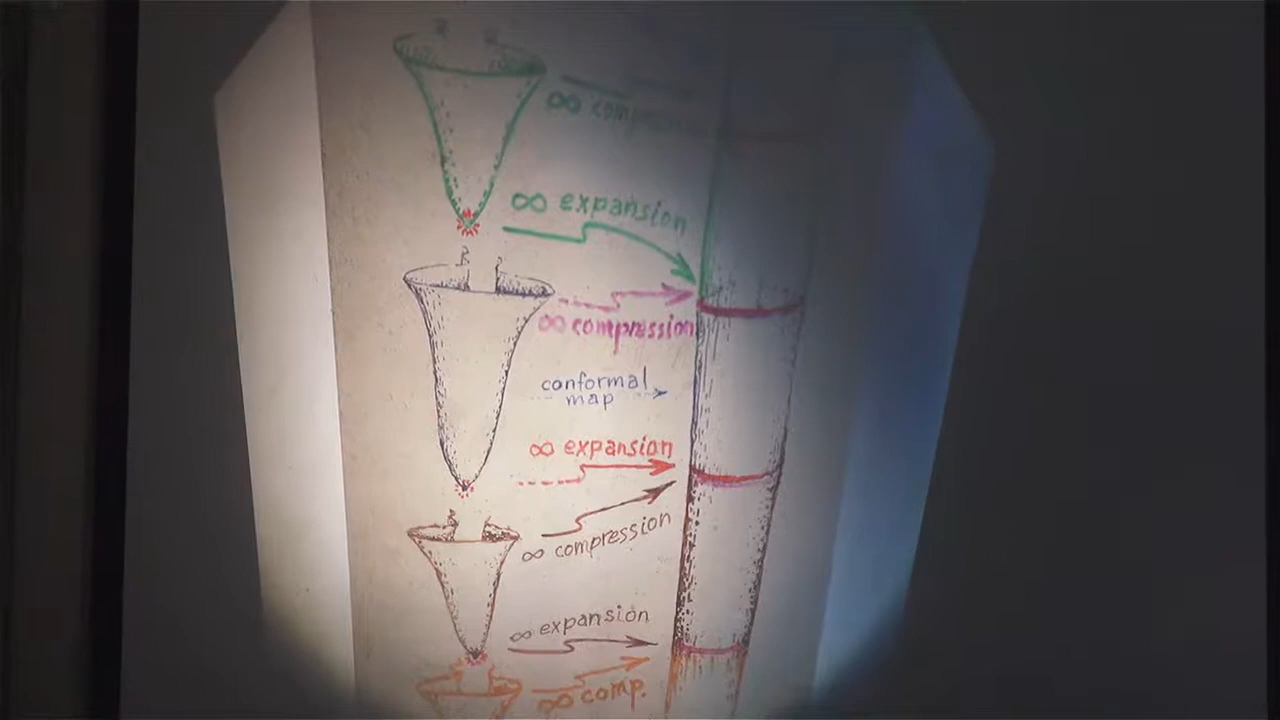 ∞ compression
∞ expansion
∞ compression
conformal
map
∞ expansion
∞ compression
∞ expansion
∞ comp.